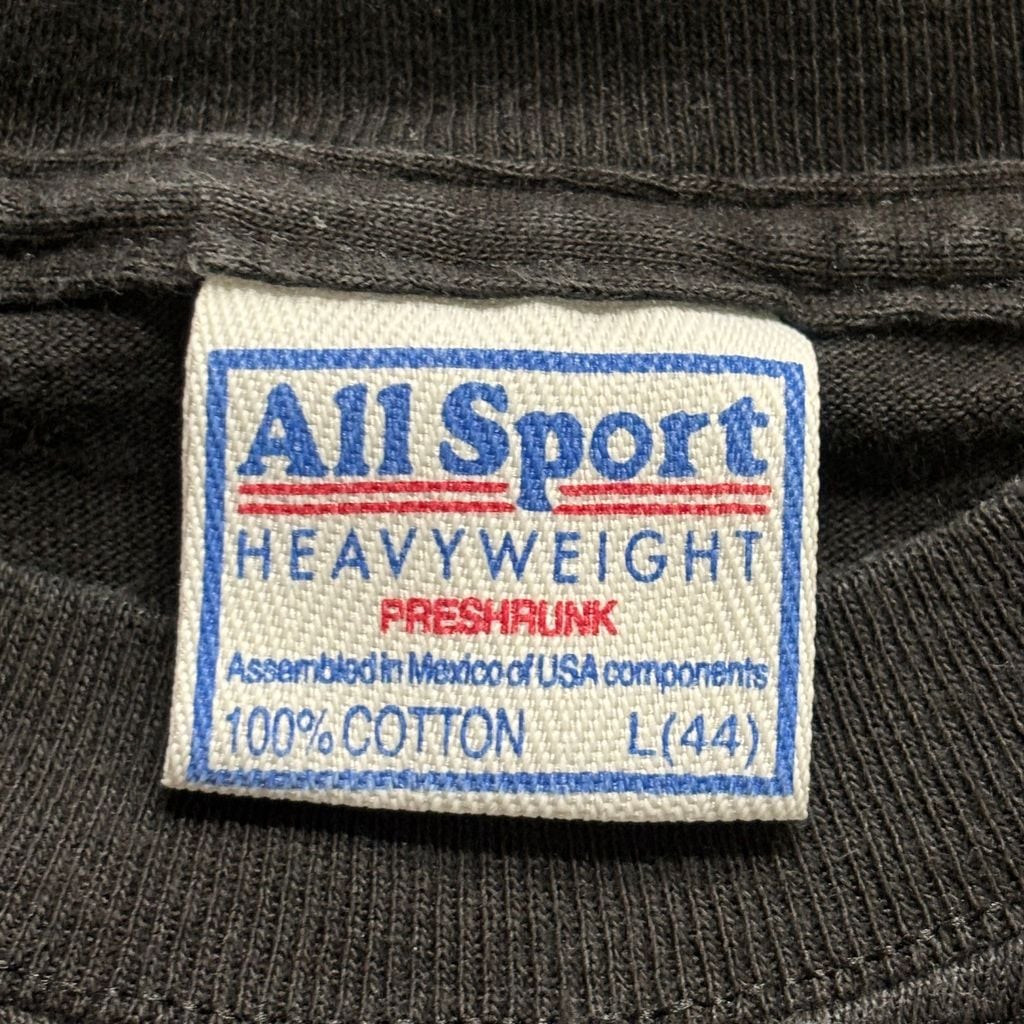 All Sport
HEAVYWEIGHT
PRESHRUNK
Assembled in Mexico of USA components
100% COTTON L(44)